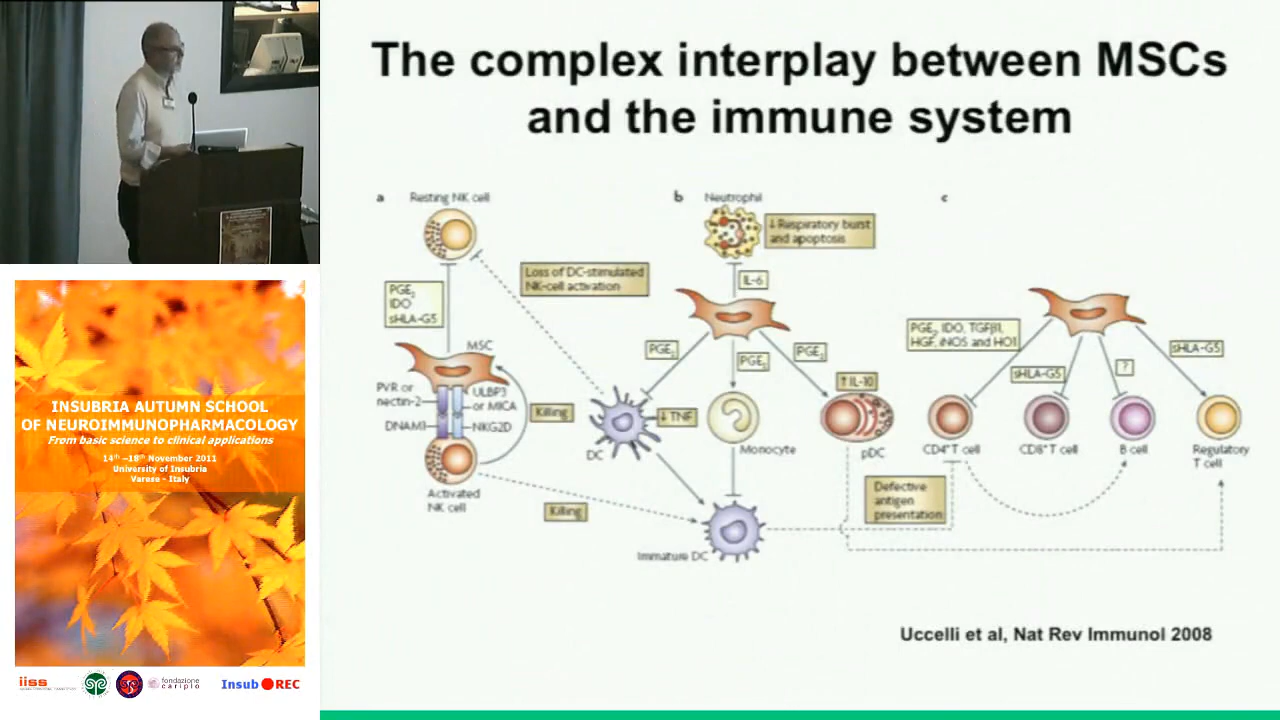 The complex interplay between MSCs
and the immune system
a
Resting NK cell
PGE2
IDO
sHLA-G5
MSC
PVR or
nectin-2
DNAM1
ULBP3
or MICA
NKG2D
Killing
Activated
NK cell
Killing
Loss of DC-stimulated
NK-cell activation
b
Neutrophil
↓ Respiratory burst
and apoptosis
IL-6
PGE2
PGE2
PGE2
↑ IL-10
↓ TNF
DC
Monocyte
pDC
Immature DC
Defective
antigen
presentation
c
PGE2, IDO, TGFβ1,
HGF, iNOS and HO1
sHLA-G5
?
sHLA-G5
CD4+ T cell
CD8+ T cell
B cell
Regulatory
T cell
Uccelli et al, Nat Rev Immunol 2008
INSUBRIA AUTUMN SCHOOL
OF NEUROIMMUNOPHARMACOLOGY
From basic science to clinical applications
14th –18th November 2011
University of Insubria
Varese - Italy
iiss
fondazione
cariplo
Insub REC